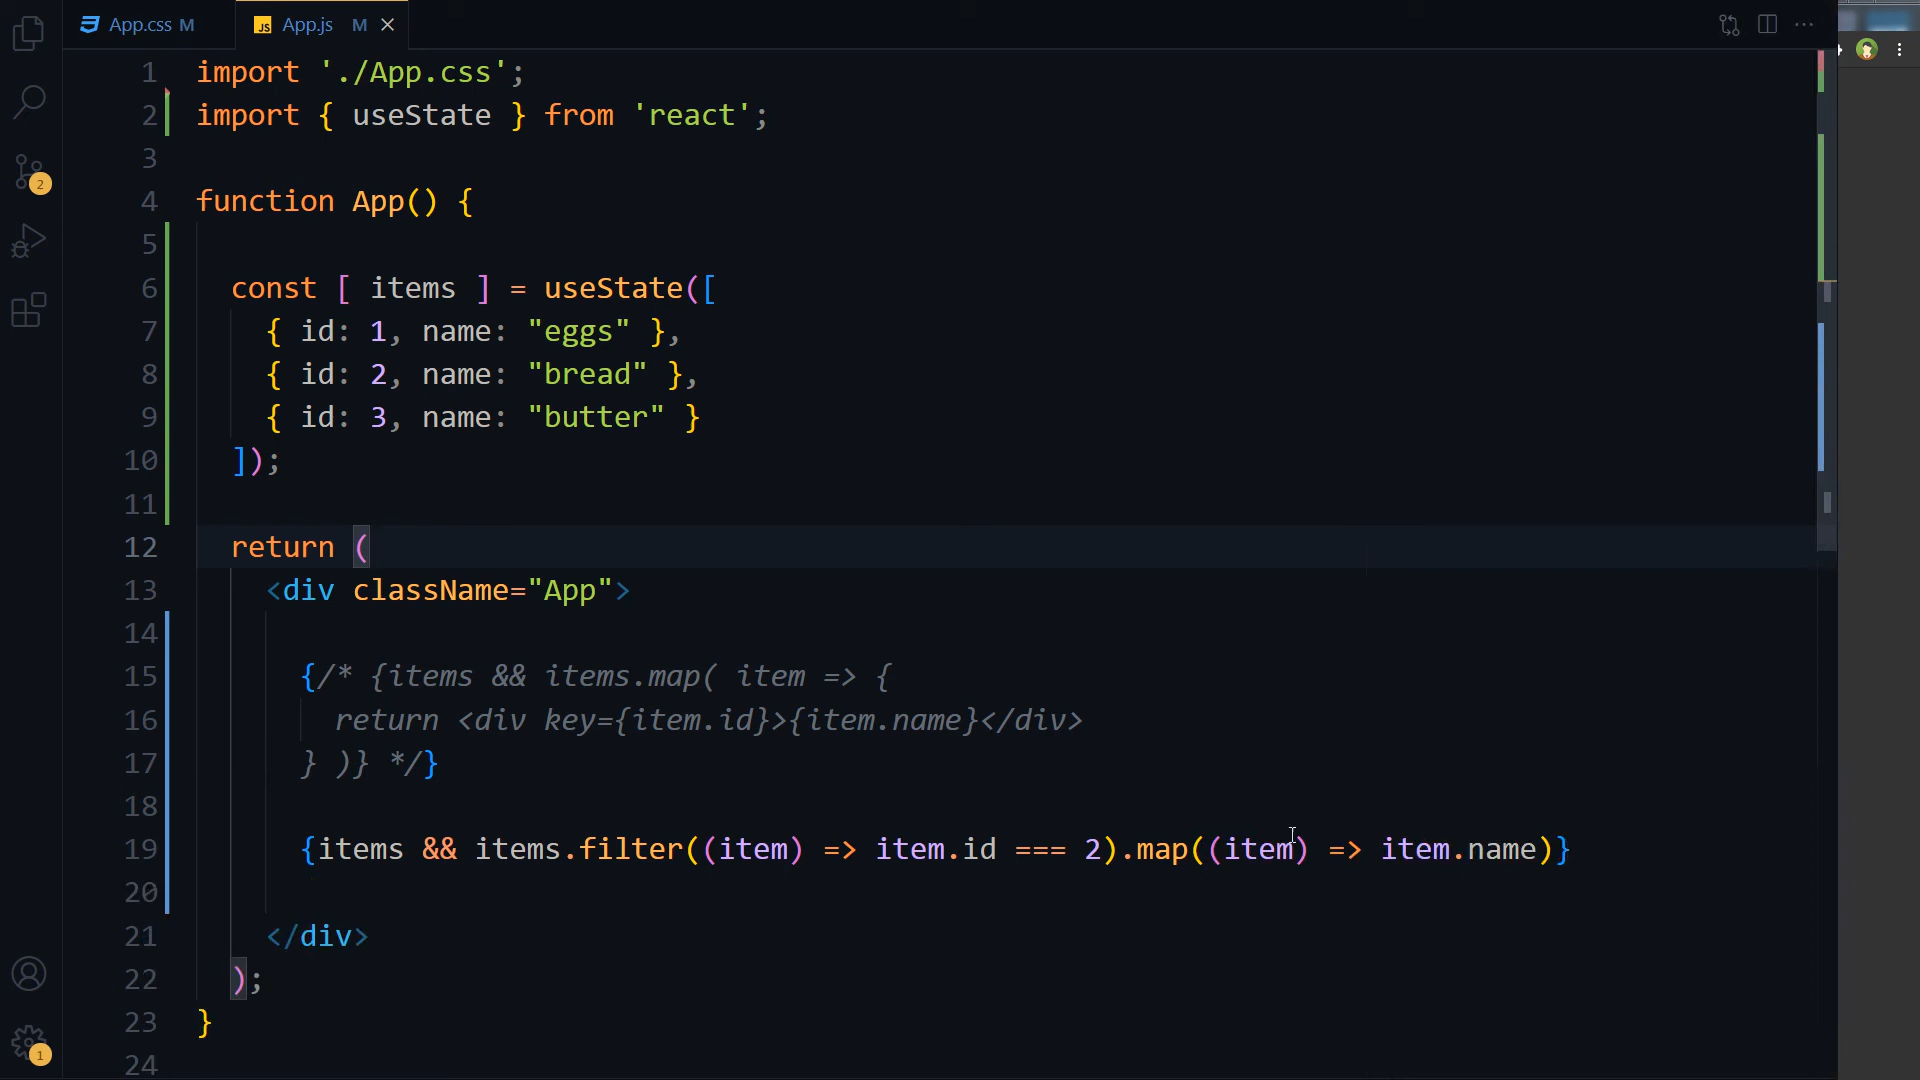 App.css M
JS App.js M
1 import './App.css';
2 import { useState } from 'react';
3
4 function App() {
5
6 const [ items ] = useState([
7 { id: 1, name: "eggs" },
8 { id: 2, name: "bread" },
9 { id: 3, name: "butter" }
10 ]);
11
12 return (
13 <div className="App">
14
15 {/* {items && items.map( item => {
16 return <div key={item.id}>{item.name}</div>
17 } )} */}
18
19 {items && items.filter((item) => item.id === 2).map((item) => item.name)}
20
21 </div>
22 );
23 }
24
2
1